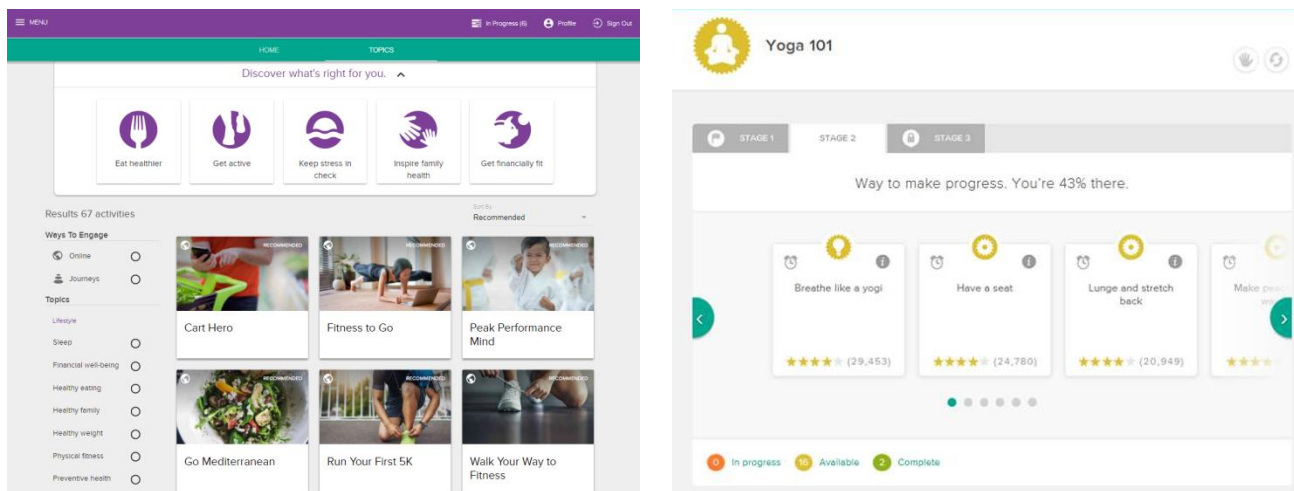 MENU
In Progress (6)
Profile
Sign Out
HOME
TOPICS
Discover what's right for you.
Eat healthier
Get active
Keep stress in
check
Inspire family
health
Get financially fit
Results 67 activities
Sort By
Recommended
Ways To Engage
Online
Journeys
Topics
Lifestyle
Sleep
Financial well-being
Healthy eating
Healthy family
Healthy weight
Physical fitness
Preventive health
RECOMMENDED
Cart Hero
RECOMMENDED
Fitness to Go
RECOMMENDED
Peak Performance
Mind
RECOMMENDED
Go Mediterranean
RECOMMENDED
Run Your First 5K
RECOMMENDED
Walk Your Way to
Fitness
Yoga 101
STAGE 1
STAGE 2
STAGE 3
Way to make progress. You're 43% there.
Breathe like a yogi
(29,453)
Have a seat
(24,780)
Lunge and stretch
back
(20,949)
Make
0 In progress
16 Available
2 Complete